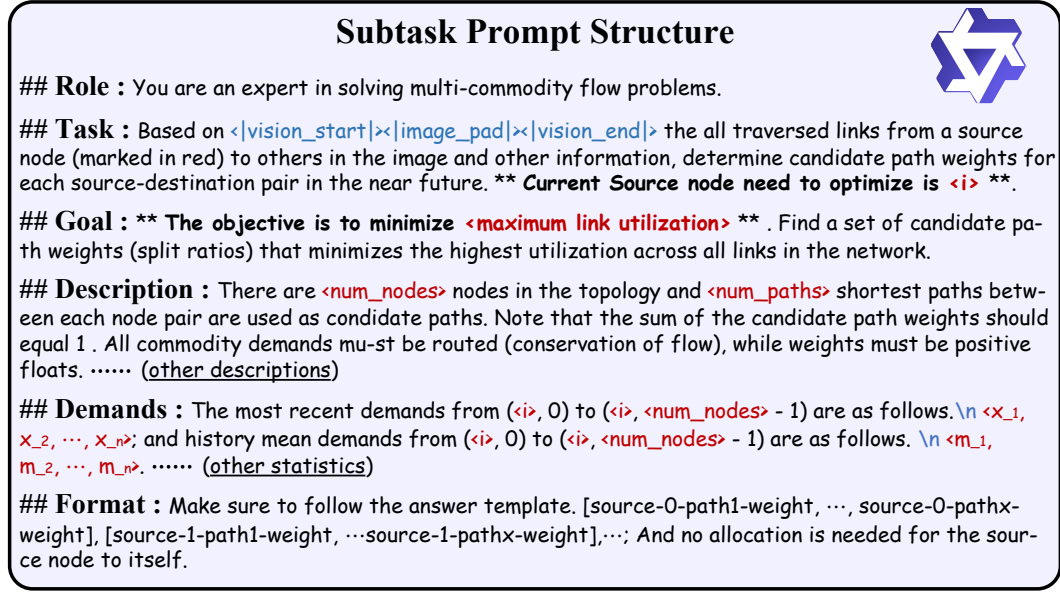 Subtask Prompt Structure
## Role : You are an expert in solving multi-commodity flow problems.
## Task : Based on <|vision_start|><|image_pad|><|vision_end|> the all traversed links from a source
node (marked in red) to others in the image and other information, determine candidate path weights for
each source-destination pair in the near future. ** Current Source node need to optimize is <i> **.
## Goal : ** The objective is to minimize <maximum link utilization> ** . Find a set of candidate pa-
th weights (split ratios) that minimizes the highest utilization across all links in the network.
## Description : There are <num_nodes> nodes in the topology and <num_paths> shortest paths betw-
een each node pair are used as condidate paths. Note that the sum of the candidate path weights should
equal 1 . All commodity demands mu-st be routed (conservation of flow), while weights must be positive
floats. ······ (other descriptions)
## Demands : The most recent demands from (<i>, 0) to (<i>, <num_nodes> - 1) are as follows.\n <x_1,
x_2, ···, x_n>; and history mean demands from (<i>, 0) to (<i>, <num_nodes> - 1) are as follows. \n <m_1,
m_2, ···, m_n>. ······ (other statistics)
## Format : Make sure to follow the answer template. [source-0-path1-weight, ···, source-0-pathx-
weight], [source-1-path1-weight, ···source-1-pathx-weight],···; And no allocation is needed for the sour-
ce node to itself.